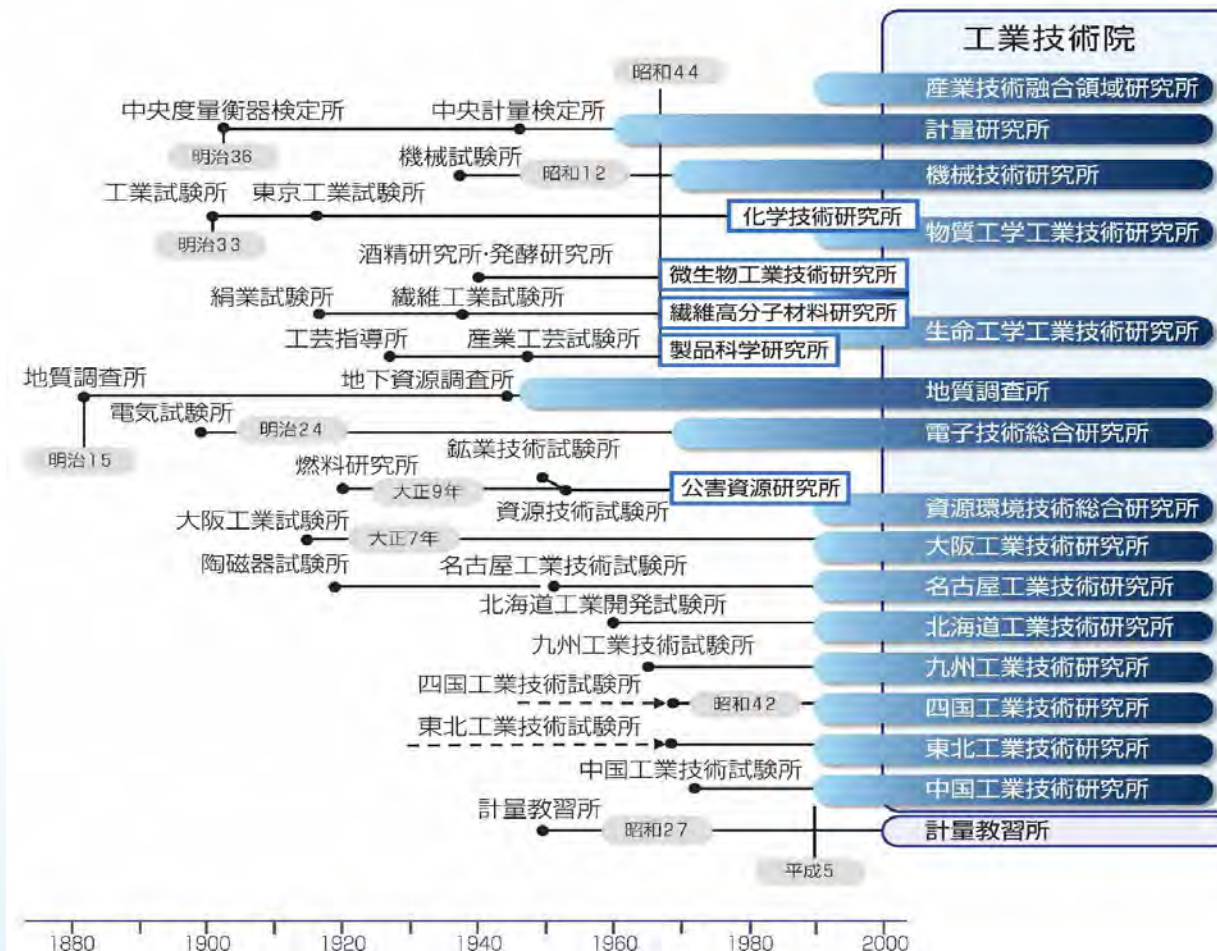 工業技術院
昭和44
産業技術融合領域研究所
中央度量衡器検定所
中央計量検定所
計量研究所
明治36
機械試験所
昭和12
機械技術研究所
工業試験所
東京工業試験所
化学技術研究所
明治33
物質工学工業技術研究所
酒精研究所・発酵研究所
微生物工業技術研究所
絹業試験所
繊維工業試験所
繊維高分子材料研究所
生命工学工業技術研究所
工芸指導所
産業工芸試験所
製品科学研究所
地質調査所
地下資源調査所
地質調査所
電気試験所
明治24
電子技術総合研究所
明治15
鉱業技術試験所
燃料研究所
大正9年
公害資源研究所
資源技術試験所
資源環境技術総合研究所
大阪工業試験所
大正7年
大阪工業技術研究所
陶磁器試験所
名古屋工業技術試験所
名古屋工業技術研究所
北海道工業開発試験所
北海道工業技術研究所
九州工業技術試験所
九州工業技術研究所
四国工業技術試験所
昭和42
四国工業技術研究所
東北工業技術試験所
東北工業技術研究所
中国工業技術試験所
中国工業技術研究所
計量教習所
昭和27
計量教習所
平成5
1880 1900 1920 1940 1960 1980 2000